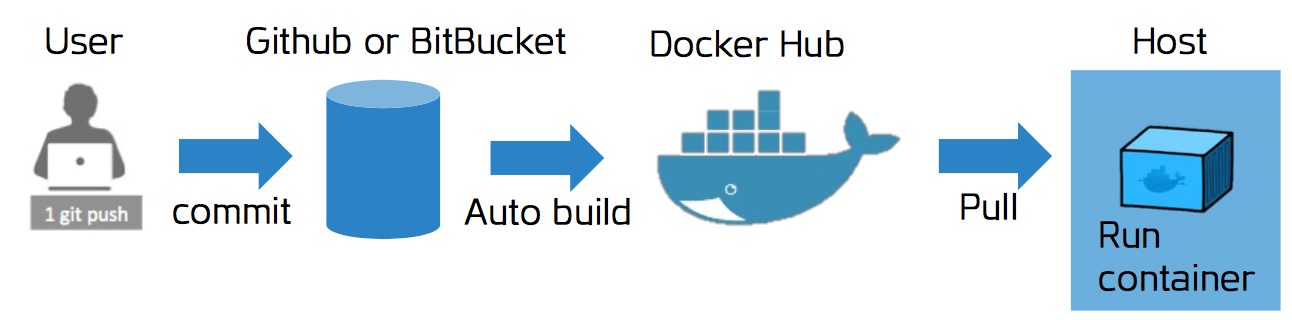 User
Github or BitBucket
Docker Hub
Host
1 git push
commit
Auto build
Pull
Run
container